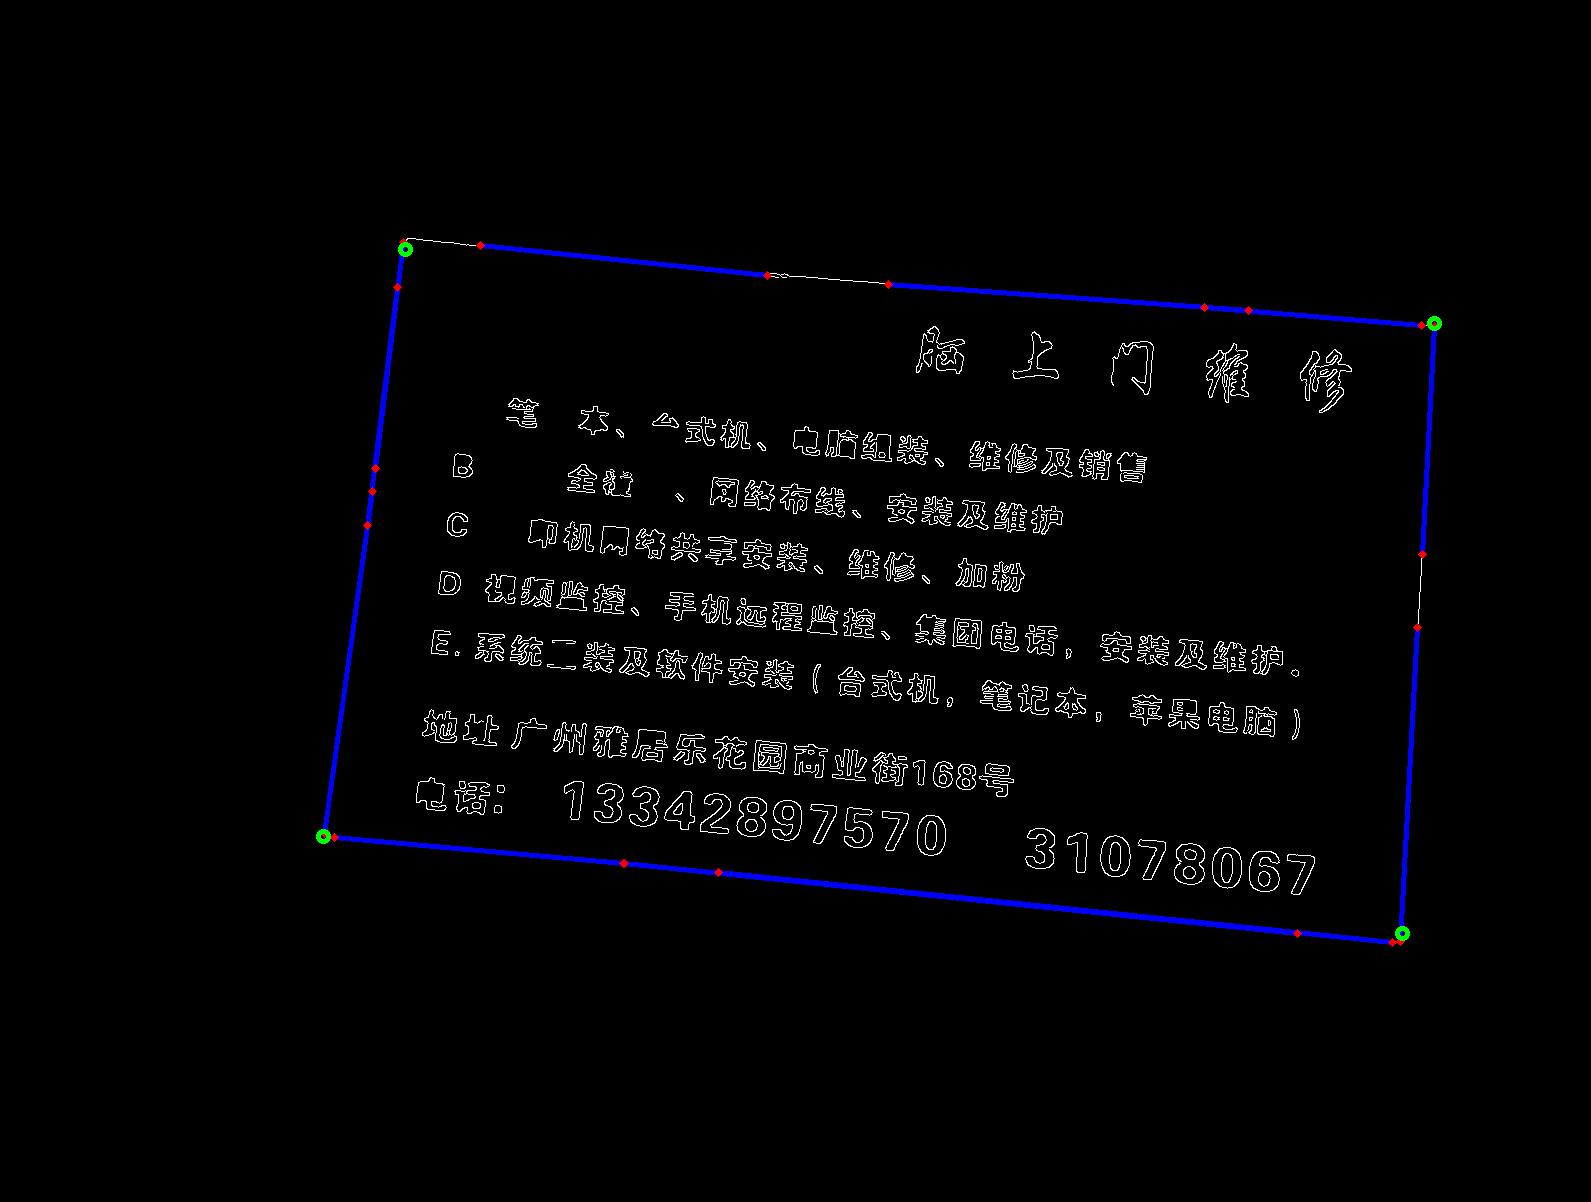 脑上门维修
笔 本、台式机、电脑组装、维修及销售
B 全 、网络布线、安装及维护
C 印机网络共享安装、维修、加粉
D 视频监控、手机远程监控、集团电话,安装及维护.
E.系统二装及软件安装(台式机,笔记本,苹果电脑)
地址 广州雅居乐花园商业街168号
电话: 13342897570 31078067